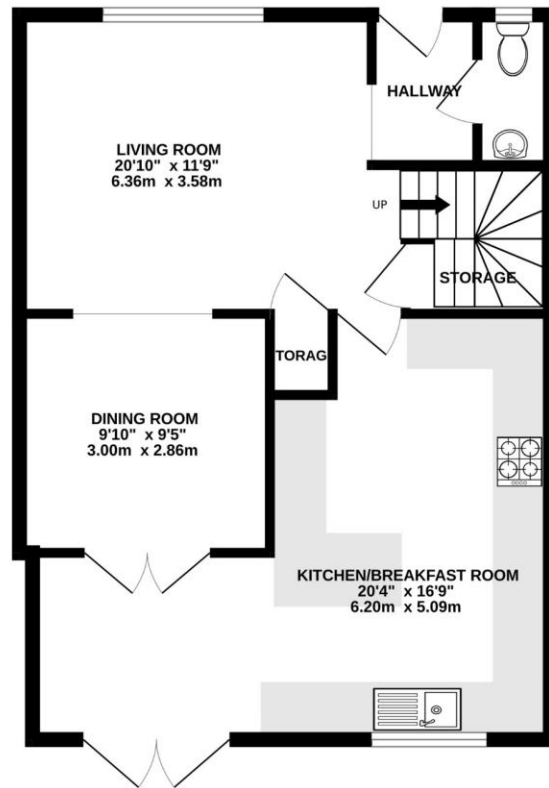 HALLWAY
LIVING ROOM
20'10" x 11'9"
6.36m x 3.58m
UP
STORAGE
TORAG
DINING ROOM
9'10" x 9'5"
3.00m x 2.86m
KITCHEN/BREAKFAST ROOM
20'4" x 16'9"
6.20m x 5.09m